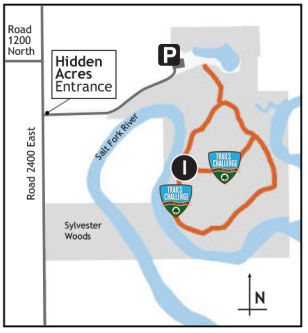 Road
1200
North
P
Hidden
Acres
Entrance
Road 2400 East
Salt Fork River
I
TRAILS
CHALLENGE
TRAILS
CHALLENGE
Sylvester
Woods
N